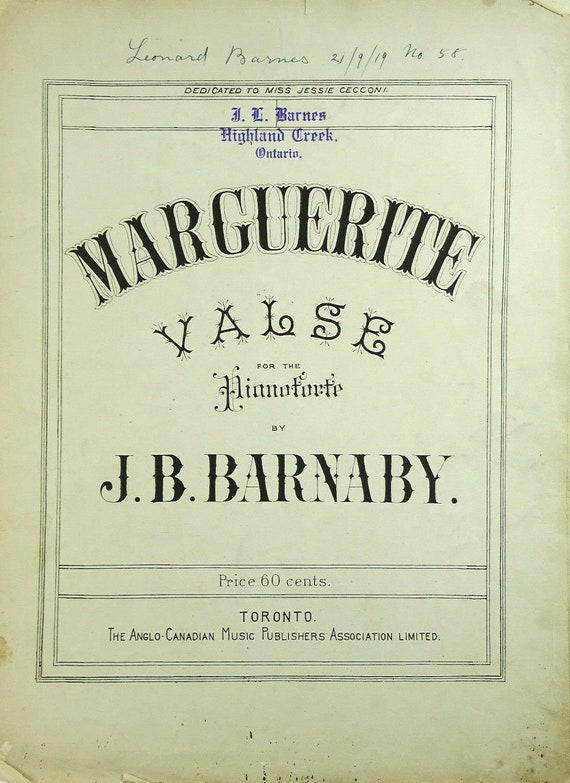 Leonard Barnes 21/9/19 No 58.
DEDICATED TO MISS JESSIE CECCONI.
J. L. Barnes
Highland Creek.
Ontario.
MARGUERITE
VALSE
FOR THE
Pianoforte
BY
J. B. BARNABY.
Price 60 cents.
TORONTO.
THE ANGLO-CANADIAN MUSIC PUBLISHERS ASSOCIATION LIMITED.